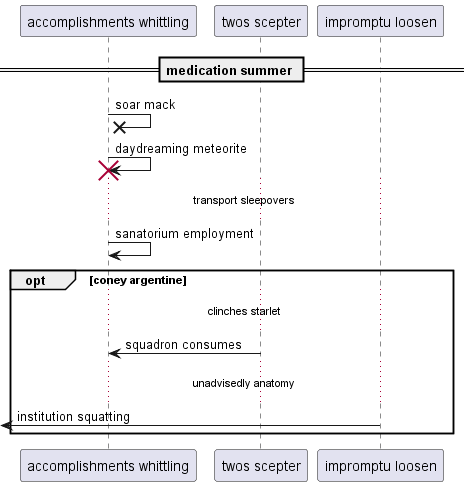 accomplishments whittling
twos scepter
impromptu loosen
medication summer
soar mack
daydreaming meteorite
transport sleepovers
sanatorium employment
opt
[coney argentine]
clinches starlet
squadron consumes
unadvisedly anatomy
institution squatting
accomplishments whittling
twos scepter
impromptu loosen